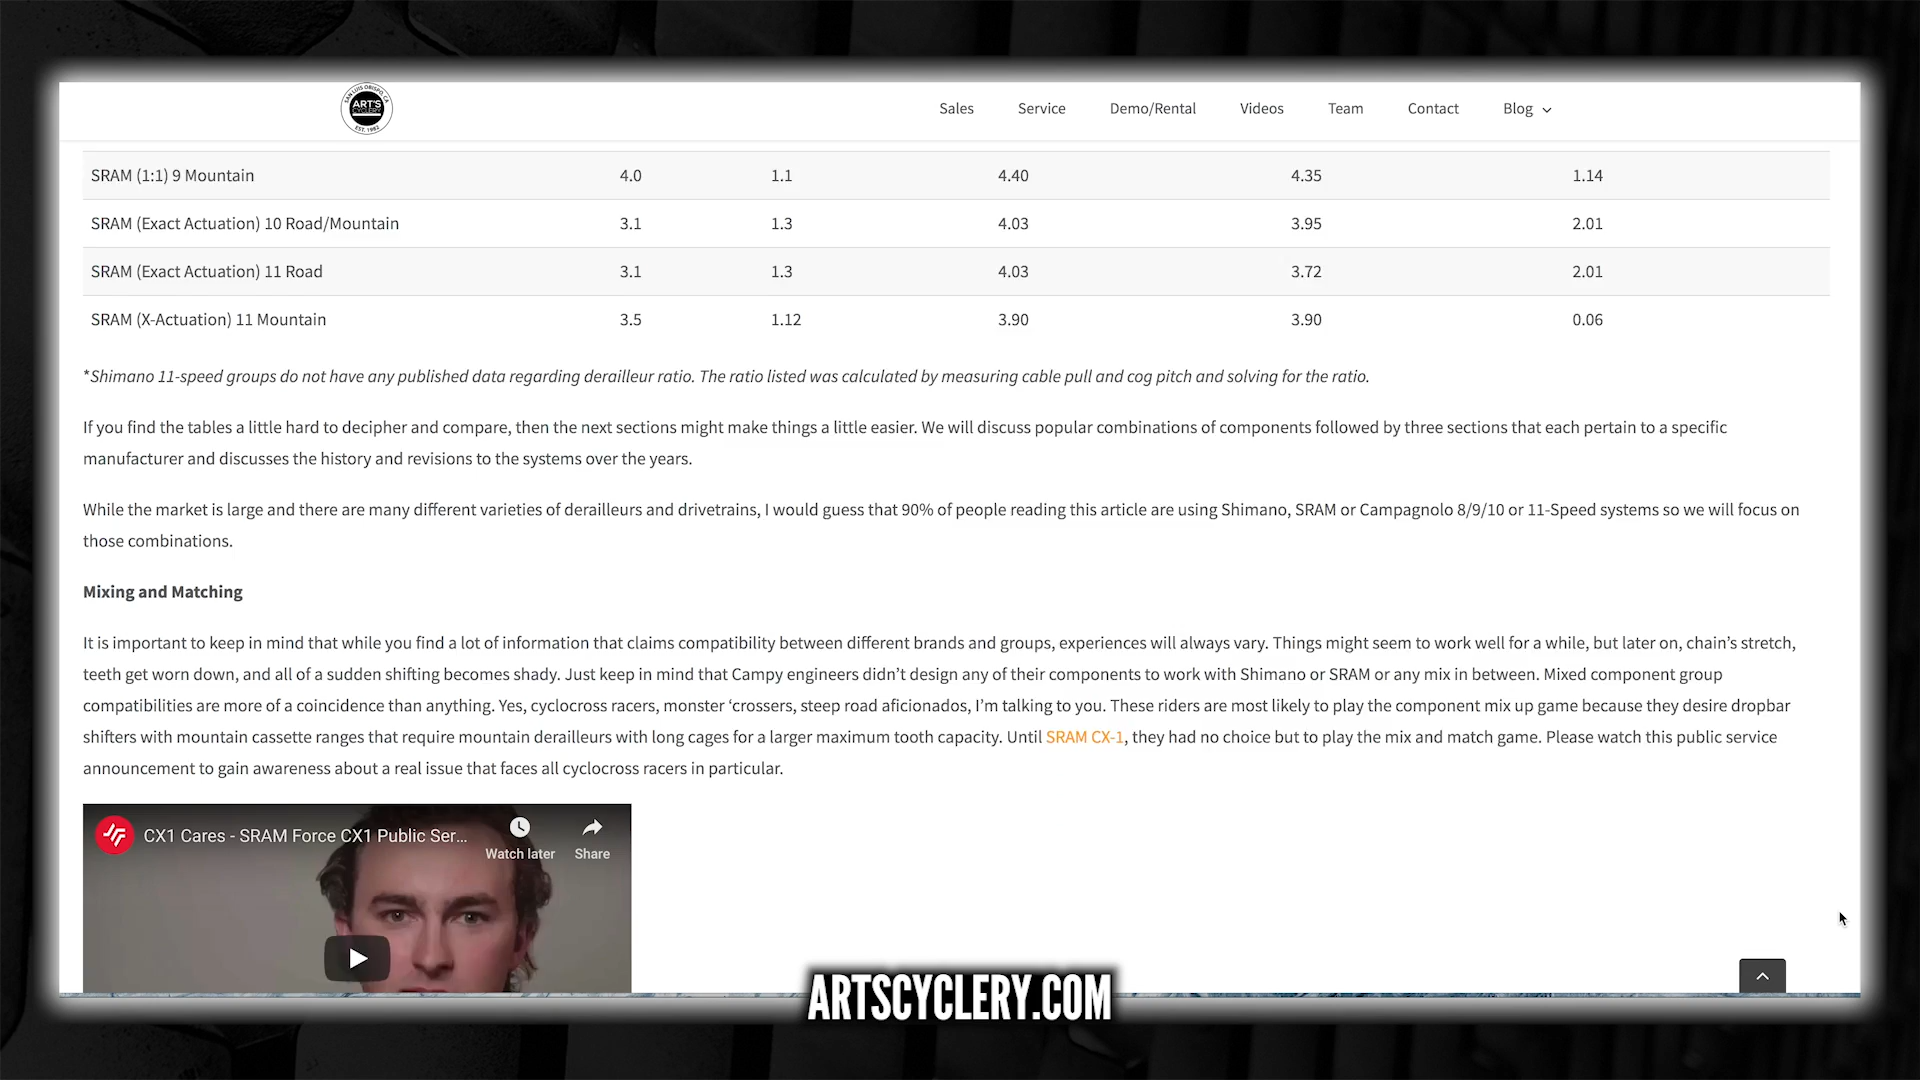 SAN LUIS OBISPO, CA
ART'S
CYCLERY
EST. 1982
Sales
Service
Demo/Rental
Videos
Team
Contact
Blog
SRAM (1:1) 9 Mountain 4.0 1.1 4.40 4.35 1.14
SRAM (Exact Actuation) 10 Road/Mountain 3.1 1.3 4.03 3.95 2.01
SRAM (Exact Actuation) 11 Road 3.1 1.3 4.03 3.72 2.01
SRAM (X-Actuation) 11 Mountain 3.5 1.12 3.90 3.90 0.06
*Shimano 11-speed groups do not have any published data regarding derailleur ratio. The ratio listed was calculated by measuring cable pull and cog pitch and solving for the ratio.
If you find the tables a little hard to decipher and compare, then the next sections might make things a little easier. We will discuss popular combinations of components followed by three sections that each pertain to a specific
manufacturer and discusses the history and revisions to the systems over the years.
While the market is large and there are many different varieties of derailleurs and drivetrains, I would guess that 90% of people reading this article are using Shimano, SRAM or Campagnolo 8/9/10 or 11-Speed systems so we will focus on
those combinations.
Mixing and Matching
It is important to keep in mind that while you find a lot of information that claims compatibility between different brands and groups, experiences will always vary. Things might seem to work well for a while, but later on, chain's stretch,
teeth get worn down, and all of a sudden shifting becomes shady. Just keep in mind that Campy engineers didn't design any of their components to work with Shimano or SRAM or any mix in between. Mixed component group
compatibilities are more of a coincidence than anything. Yes, cyclocross racers, monster 'crossers, steep road aficionados, I'm talking to you. These riders are most likely to play the component mix up game because they desire dropbar
shifters with mountain cassette ranges that require mountain derailleurs with long cages for a larger maximum tooth capacity. Until SRAM CX-1, they had no choice but to play the mix and match game. Please watch this public service
announcement to gain awareness about a real issue that faces all cyclocross racers in particular.
CX1 Cares - SRAM Force CX1 Public Ser...
Watch later
Share
ARTSCYCLERY.COM